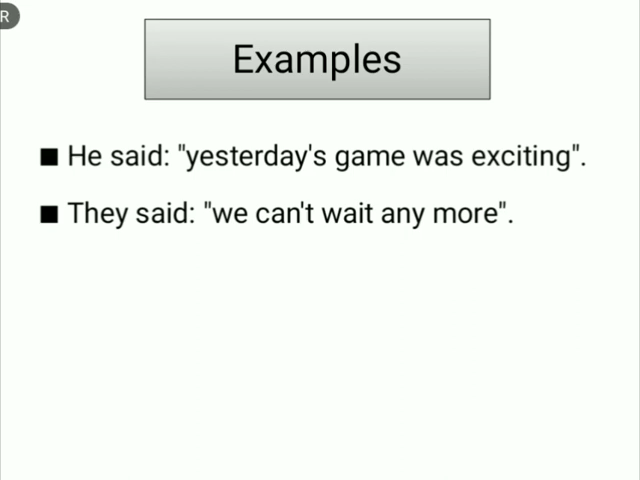 R
Examples
■ He said: "yesterday's game was exciting".
■ They said: "we can't wait any more".